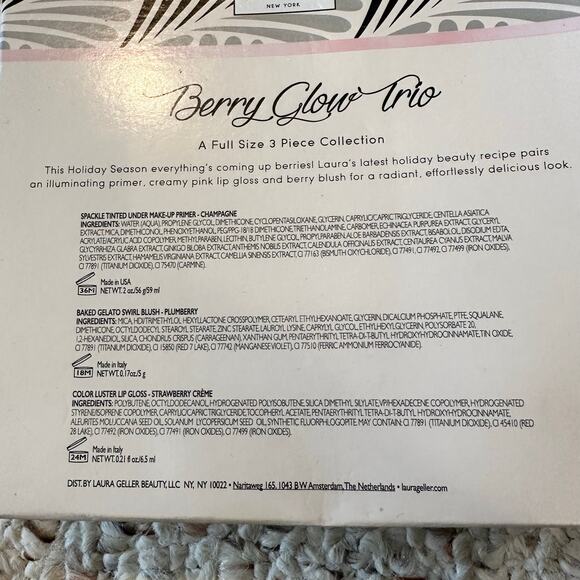 NEW YORK
Berry Glow Trio
A Full Size 3 Piece Collection
This Holiday Season everything's coming up berries! Laura's latest holiday beauty recipe pairs
an illuminating primer, creamy pink lip gloss and berry blush for a radiant, effortlessly delicious look.
SPACKLE TINTED UNDER MAKE-UP PRIMER - CHAMPAGNE
INGREDIENTS: WATER (AQUA), PROPYLENE GLYCOL, DIMETHICONE, CYCLOPENTASILOXANE, GLYCERIN, CAPRYLIC/CAPRIC TRIGLYCERIDE, CENTELLA ASIATICA
EXTRACT, MICA, DIMETHICONOL, PHENOXYETHANOL, PEG/PPG 18/18 DIMETHICONE, TRIETHANOLAMINE, CARBOMER, ECHINACEA PURPUREA EXTRACT, GLYCERYL
ACRYLATE/ACRYLIC ACID COPOLYMER, METHYLPARABEN, LECITHIN, BUTYLENE GLYCOL, PROPYLPARABEN, ALOE BARBADENSIS EXTRACT, BISABOLOL, DISODIUM EDTA,
GLYCYRRHIZA GLABRA EXTRACT, GINKGO BILOBA EXTRACT, ANTHEMIS NOBILIS EXTRACT, CALENDULA OFFICINALIS EXTRACT, CENTAUREA CYANUS EXTRACT, MALVA
SYLVESTRIS EXTRACT, HAMAMELIS VIRGINIANA EXTRACT, CAMELLIA SINENSIS EXTRACT, CI 77163 (BISMUTH OXYCHLORIDE), CI 77491, CI 77492, CI 77499 (IRON OXIDES),
CI 77891 (TITANIUM DIOXIDE), CI 75470 (CARMINE).
36M
Made in USA
NET WT. 2 oz/56 g/59 ml
BAKED GELATO SWIRL BLUSH - PLUMBERRY
INGREDIENTS: MICA, HDI/TRIMETHYLOL HEXYLLACTONE CROSSPOLYMER, CETEARYL ETHYLHEXANOATE, GLYCERIN, DICALCIUM PHOSPHATE, PTFE, SQUALANE,
DIMETHICONE, OCTYLDODECYL STEAROYL STEARATE, ZINC STEARATE, LAUROYL LYSINE, CAPRYLYL GLYCOL, ETHYLHEXYLGLYCERIN, POLYSORBATE 20,
1,2-HEXANEDIOL, SILICA, CHONDRUS CRISPUS (CARRAGEENAN), XANTHAN GUM, PENTAERYTHRITYL TETRA-DI-T-BUTYL HYDROXYHYDROCINNAMATE, TIN OXIDE,
CI 77891 (TITANIUM DIOXIDE), CI 15850 (RED 7 LAKE), CI 77742 (MANGANESE VIOLET), CI 77510 (FERRIC AMMONIUM FERROCYANIDE).
18M
Made in Italy
NET WT. 0.17oz/5 g
COLOR LUSTER LIP GLOSS - STRAWBERRY CRÈME
INGREDIENTS: POLYBUTENE, OCTYLDODECANOL, HYDROGENATED POLYISOBUTENE, SILICA DIMETHYL SILYLATE, VP/HEXADECENE COPOLYMER, HYDROGENATED
STYRENE/ISOPRENE COPOLYMER, CAPRYLIC/CAPRIC TRIGLYCERIDE, TOCOPHERYL ACETATE, PENTAERYTHRITYL TETRA-DI-T-BUTYL HYDROXYHYDROCINNAMATE,
ALEURITES MOLUCCANA SEED OIL, SOLANUM LYCOPERSICUM SEED OIL, SYNTHETIC FLUORPHLOGOPITE MAY CONTAIN: CI 77891 (TITANIUM DIOXIDE), CI 45410 (RED
28 LAKE), CI 77492 (IRON OXIDES), CI 77491 (IRON OXIDES), CI 77499 (IRON OXIDES).
24M
Made in Italy
NET WT. 0.21 fl oz/6.5 ml
DIST. BY LAURA GELLER BEAUTY, LLC NY, NY 10022 • Naritaweg 165, 1043 BW Amsterdam, The Netherlands • laurageller.com